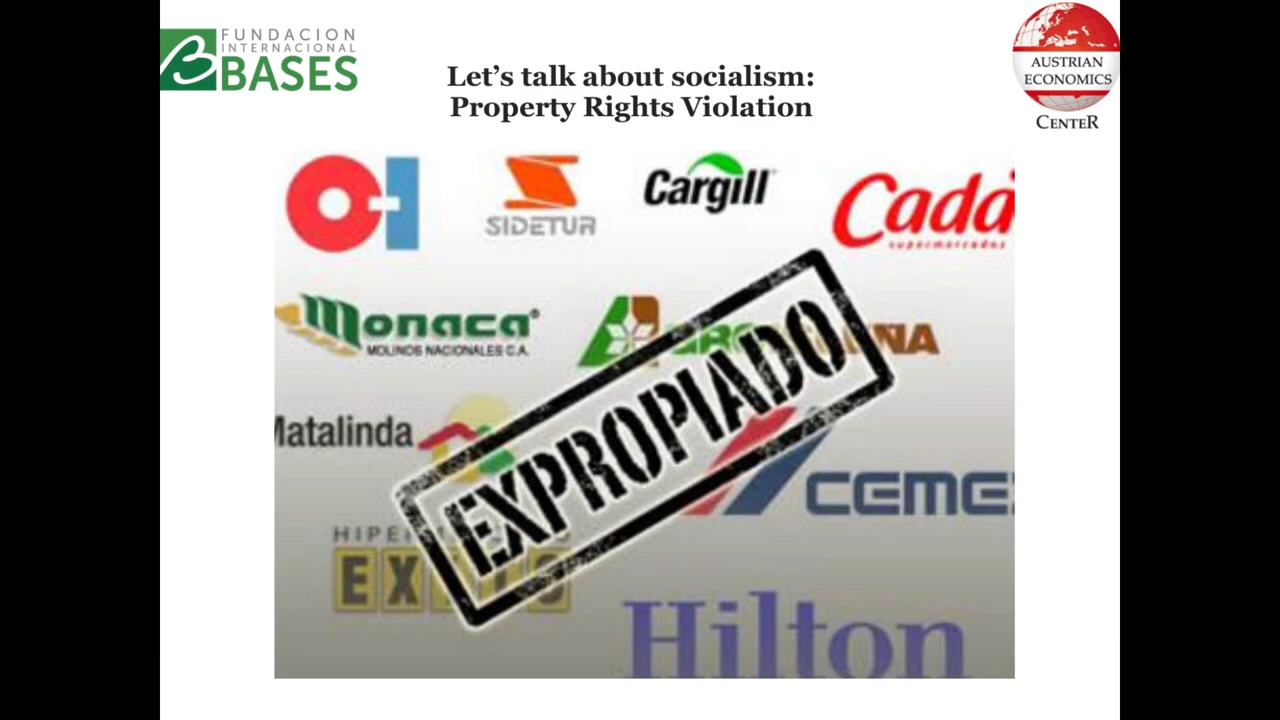 FUNDACION
INTERNACIONAL
BASES
Let's talk about socialism:
Property Rights Violation
AUSTRIAN
ECONOMICS
CENTER
SIDETUR
Cargill
Cada
supermercados
Monaca
MOLINOS NACIONALES C.A.
Matalinda
EXPROPIADO
CEME
Hilton